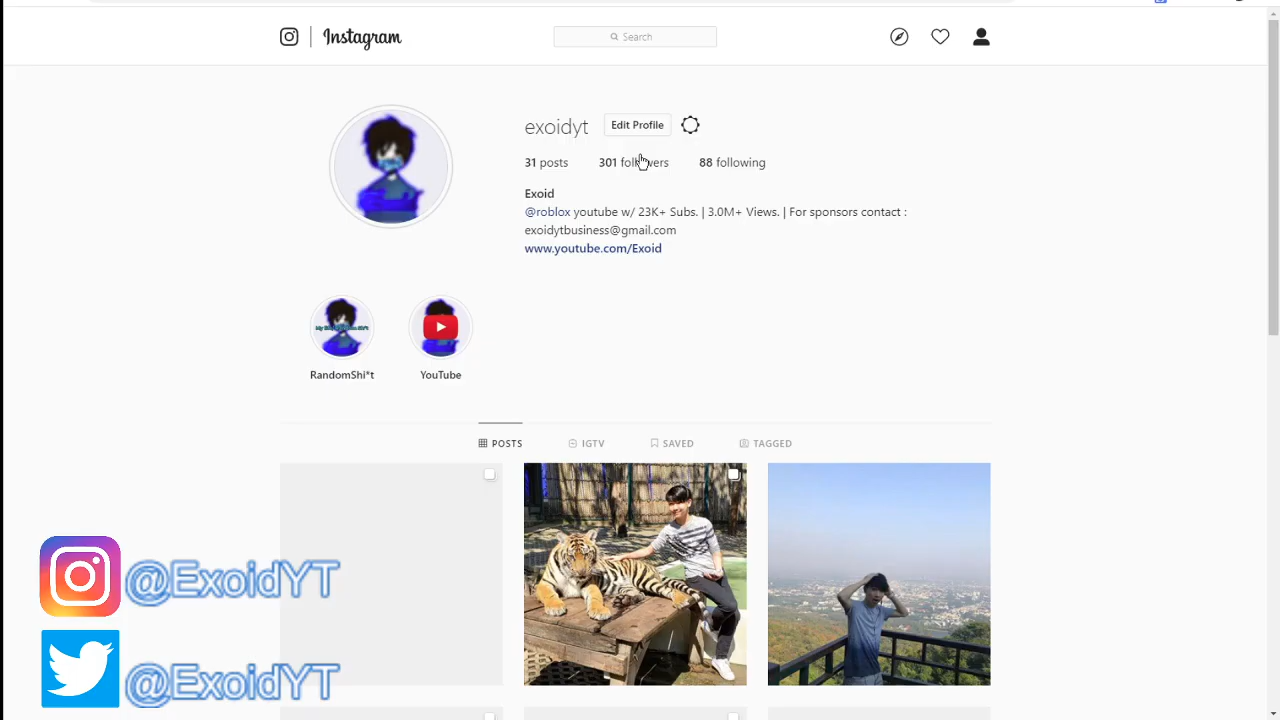 Instagram
Search
exoidyt
Edit Profile
31 posts 301 followers 88 following
Exoid
@roblox youtube w/ 23K+ Subs. | 3.0M+ Views. | For sponsors contact :
exoidytbusiness@gmail.com
www.youtube.com/Exoid
RandomShi*t YouTube
POSTS IGTV SAVED TAGGED
@ExoidYT
@ExoidYT